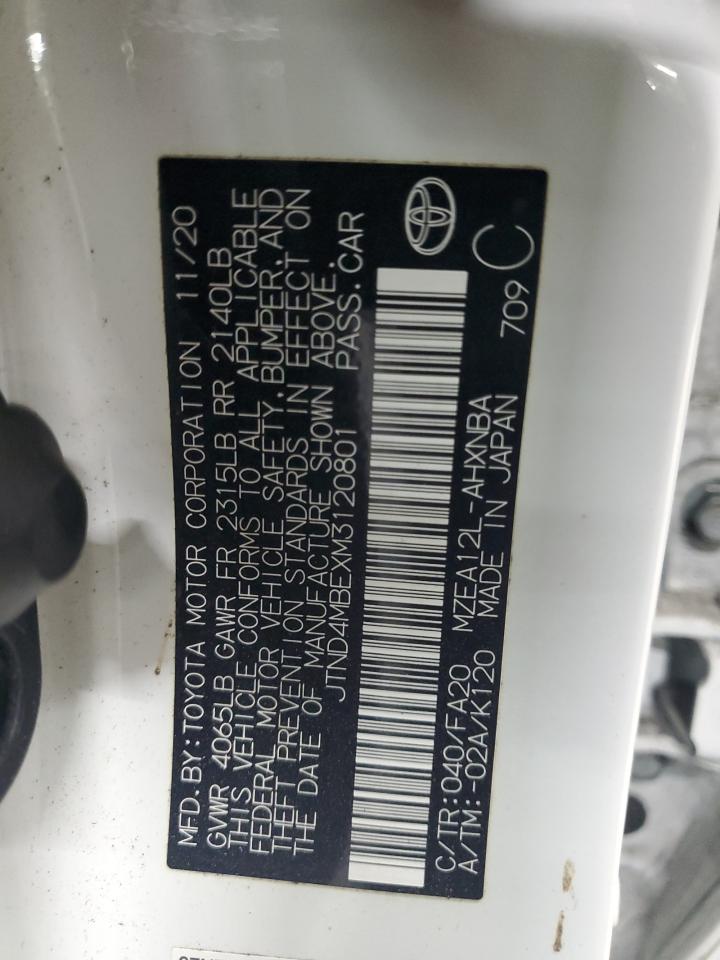 MFD. BY: TOYOTA MOTOR CORPORATION 11/20
GVWR 4065LB GAWR FR 2315LB RR 2140LB
THIS VEHICLE CONFORMS TO ALL APPLICABLE
FEDERAL MOTOR VEHICLE SAFETY, BUMPER, AND
THEFT PREVENTION STANDARDS IN EFFECT ON
THE DATE OF MANUFACTURE SHOWN ABOVE.
JTND4MBEXM3120801 PASS. CAR
C/TR:040/FA20 MZEA12L-AHXNBA
A/TM:-02A/K120 MADE IN JAPAN 709 C